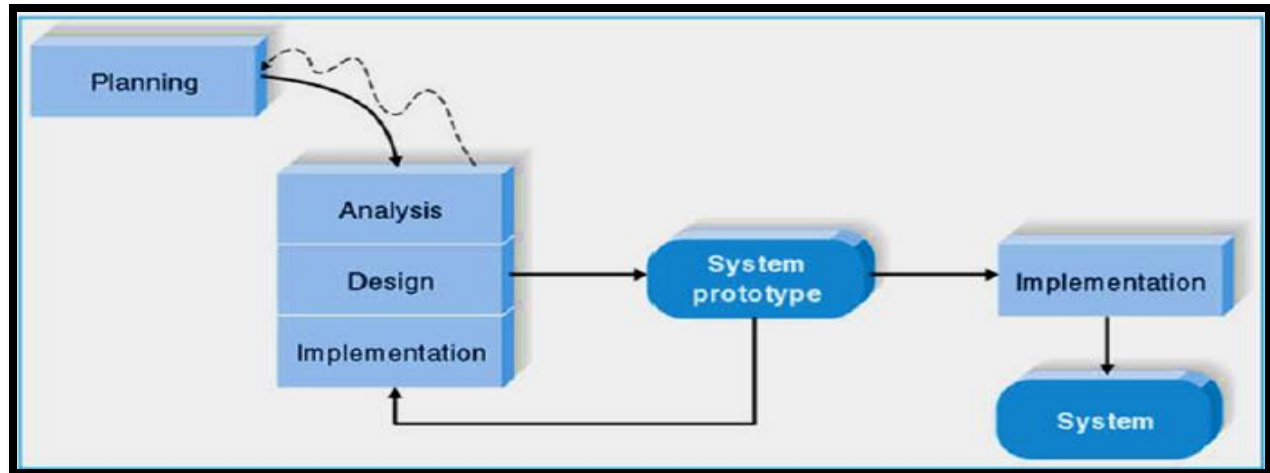 Planning
Analysis
Design
Implementation
System
prototype
Implementation
System